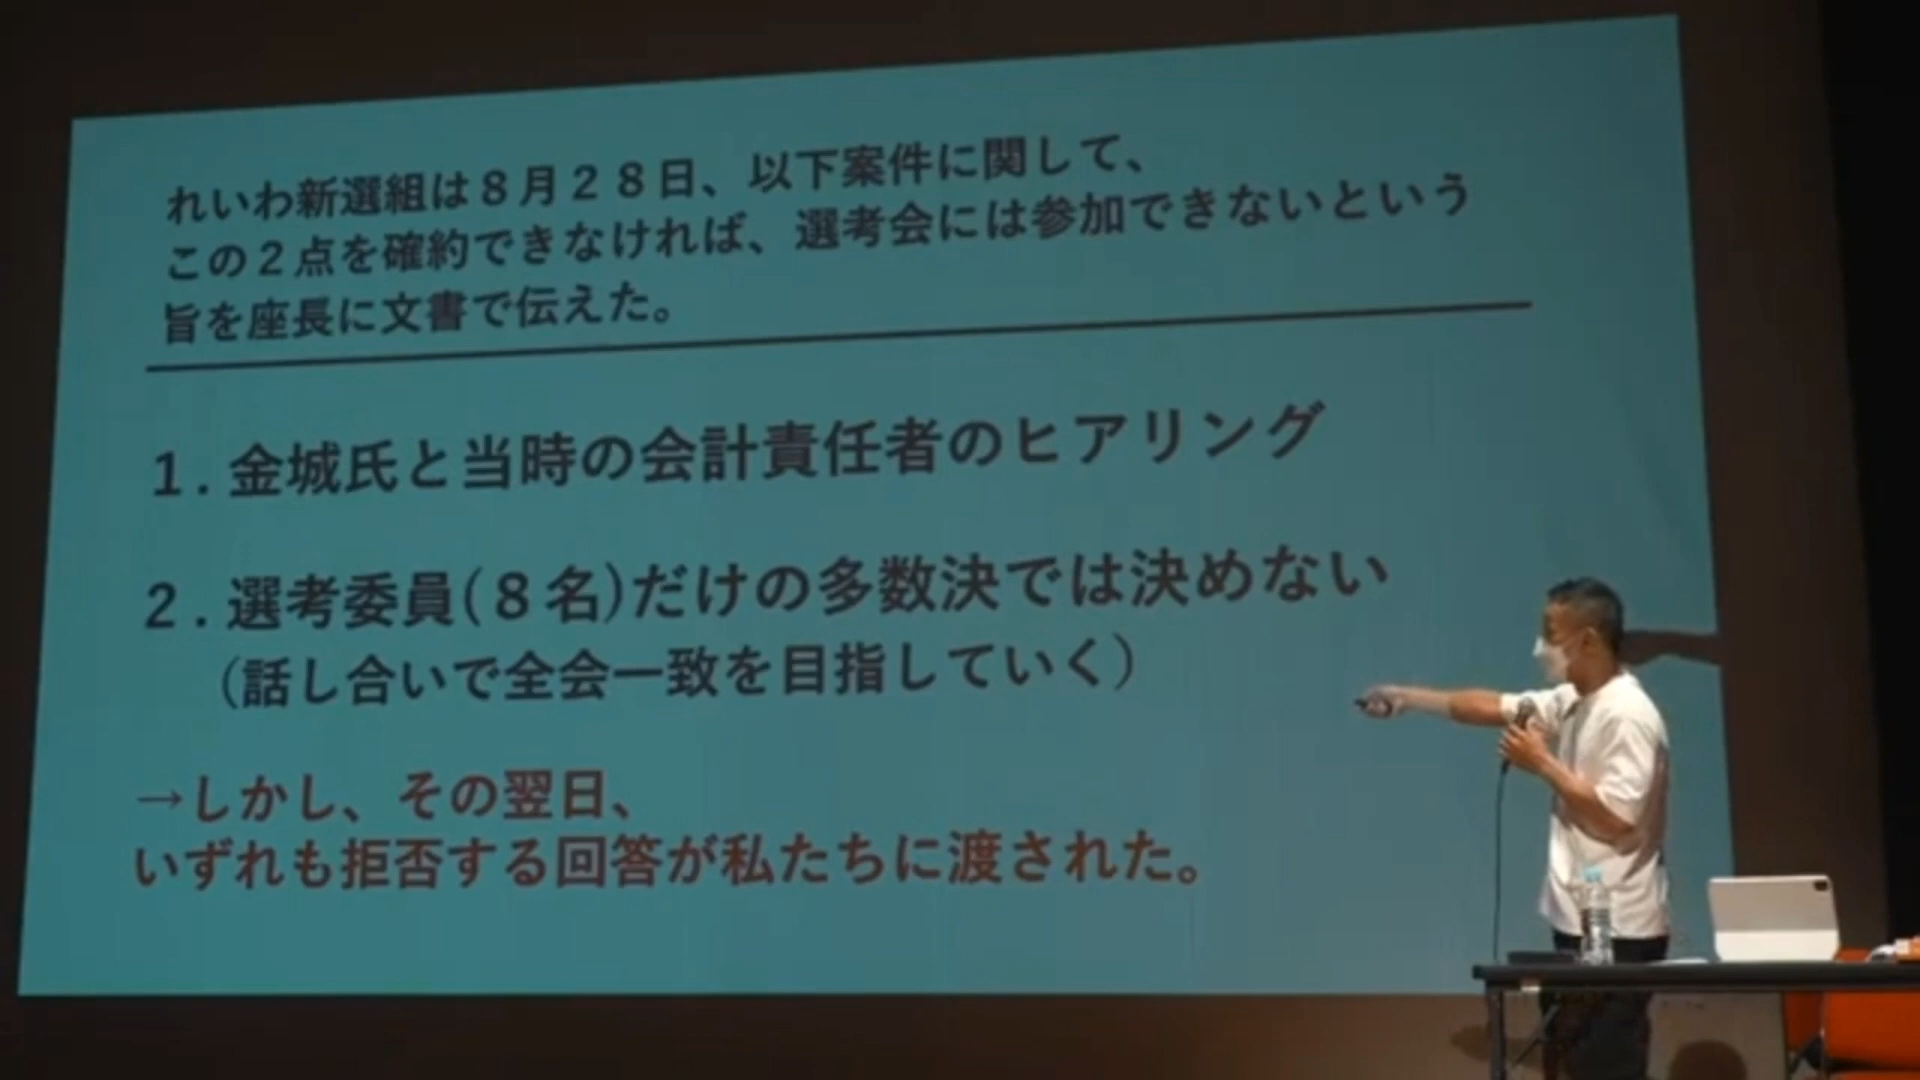 れいわ新選組は８月２８日、以下案件に関して、
この２点を確約できなければ、選考会には参加できないという
旨を座長に文書で伝えた。
１. 金城氏と当時の会計責任者のヒアリング
２. 選考委員(８名)だけの多数決では決めない
（話し合いで全会一致を目指していく）
→しかし、その翌日、
いずれも拒否する回答が私たちに渡された。